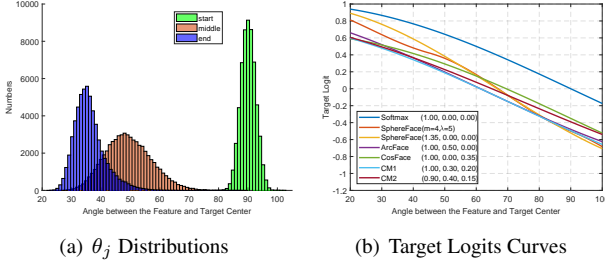 10000
8000
6000
4000
2000
0
Numbers
start
middle
end
20 30 40 50 60 70 80 90 100
Angle between the Feature and Target Center
(a) θj Distributions
1
0.8
0.6
0.4
0.2
0
-0.2
-0.4
-0.6
-0.8
-1
-1.2
Target Logit
Softmax (1.00, 0.00, 0.00)
SphereFace(m=4,λ=5)
SphereFace(1.35, 0.00, 0.00)
ArcFace (1.00, 0.50, 0.00)
CosFace (1.00, 0.00, 0.35)
CM1 (1.00, 0.30, 0.20)
CM2 (0.90, 0.40, 0.15)
20 30 40 50 60 70 80 90 100
Angle between the Feature and Target Center
(b) Target Logits Curves